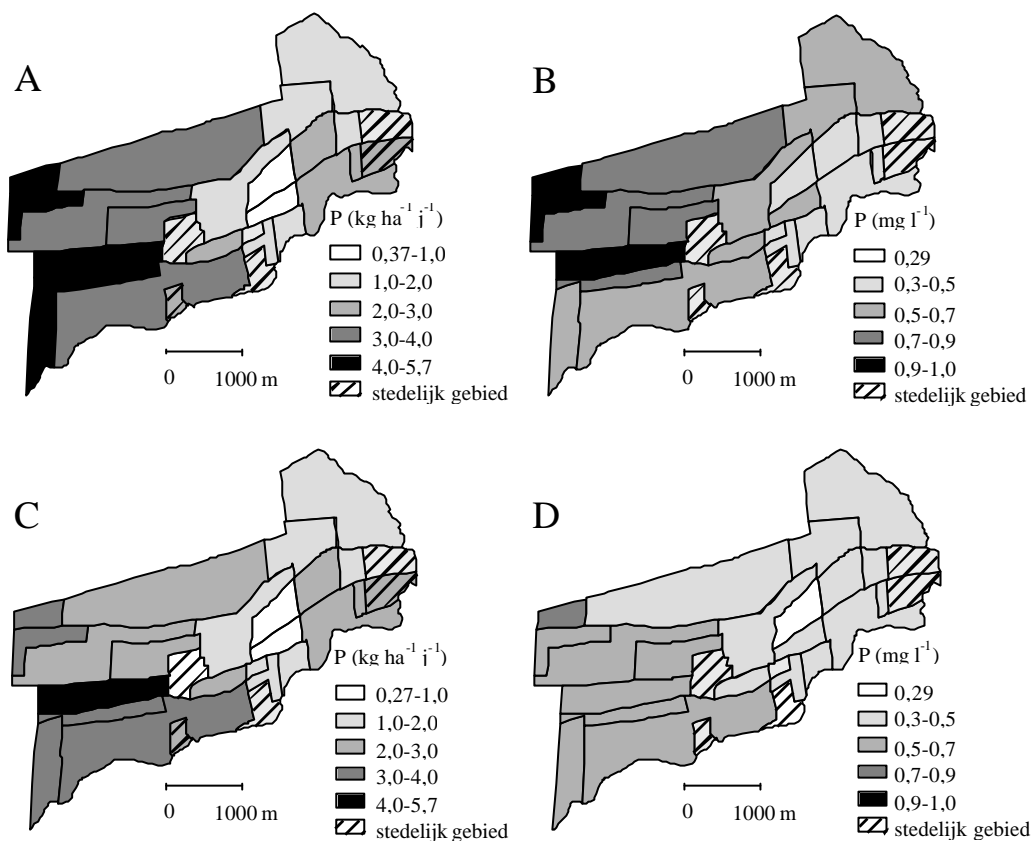 A
P (kg ha⁻¹ j⁻¹)
0,37-1,0
1,0-2,0
2,0-3,0
3,0-4,0
4,0-5,7
stedelijk gebied
0 1000 m
B
P (mg l⁻¹)
0,29
0,3-0,5
0,5-0,7
0,7-0,9
0,9-1,0
stedelijk gebied
0 1000 m
C
P (kg ha⁻¹ j⁻¹)
0,27-1,0
1,0-2,0
2,0-3,0
3,0-4,0
4,0-5,7
stedelijk gebied
0 1000 m
D
P (mg l⁻¹)
0,29
0,3-0,5
0,5-0,7
0,7-0,9
0,9-1,0
stedelijk gebied
0 1000 m